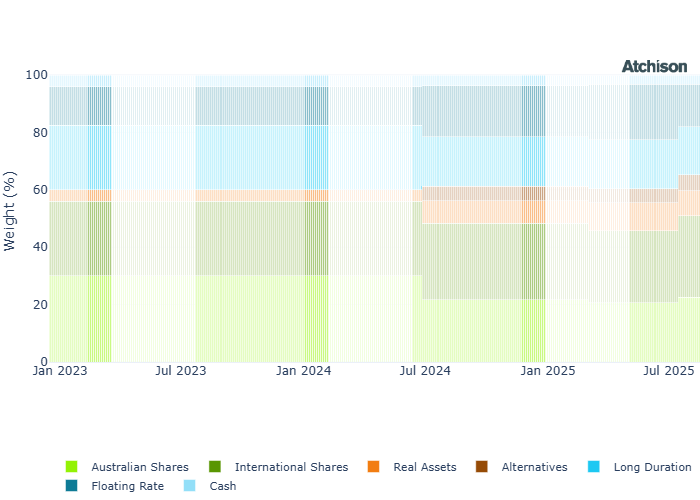 Atchison
100
80
60
40
20
0
Weight (%)
Jan 2023 Jul 2023 Jan 2024 Jul 2024 Jan 2025 Jul 2025
Australian Shares International Shares Real Assets Alternatives Long Duration
Floating Rate Cash